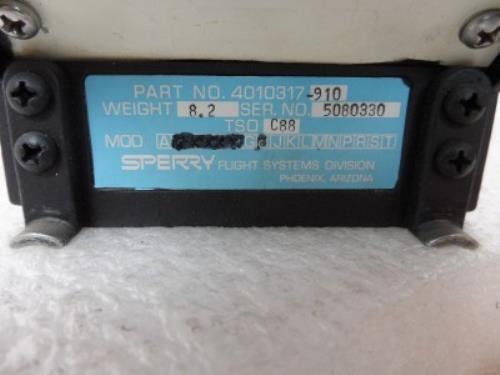 PART NO. 4010317-910
WEIGHT 8.2 SER. NO. 5080330
TSO C88
MOD A G J K L M N P R S T
SPERRY FLIGHT SYSTEMS DIVISION
PHOENIX, ARIZONA